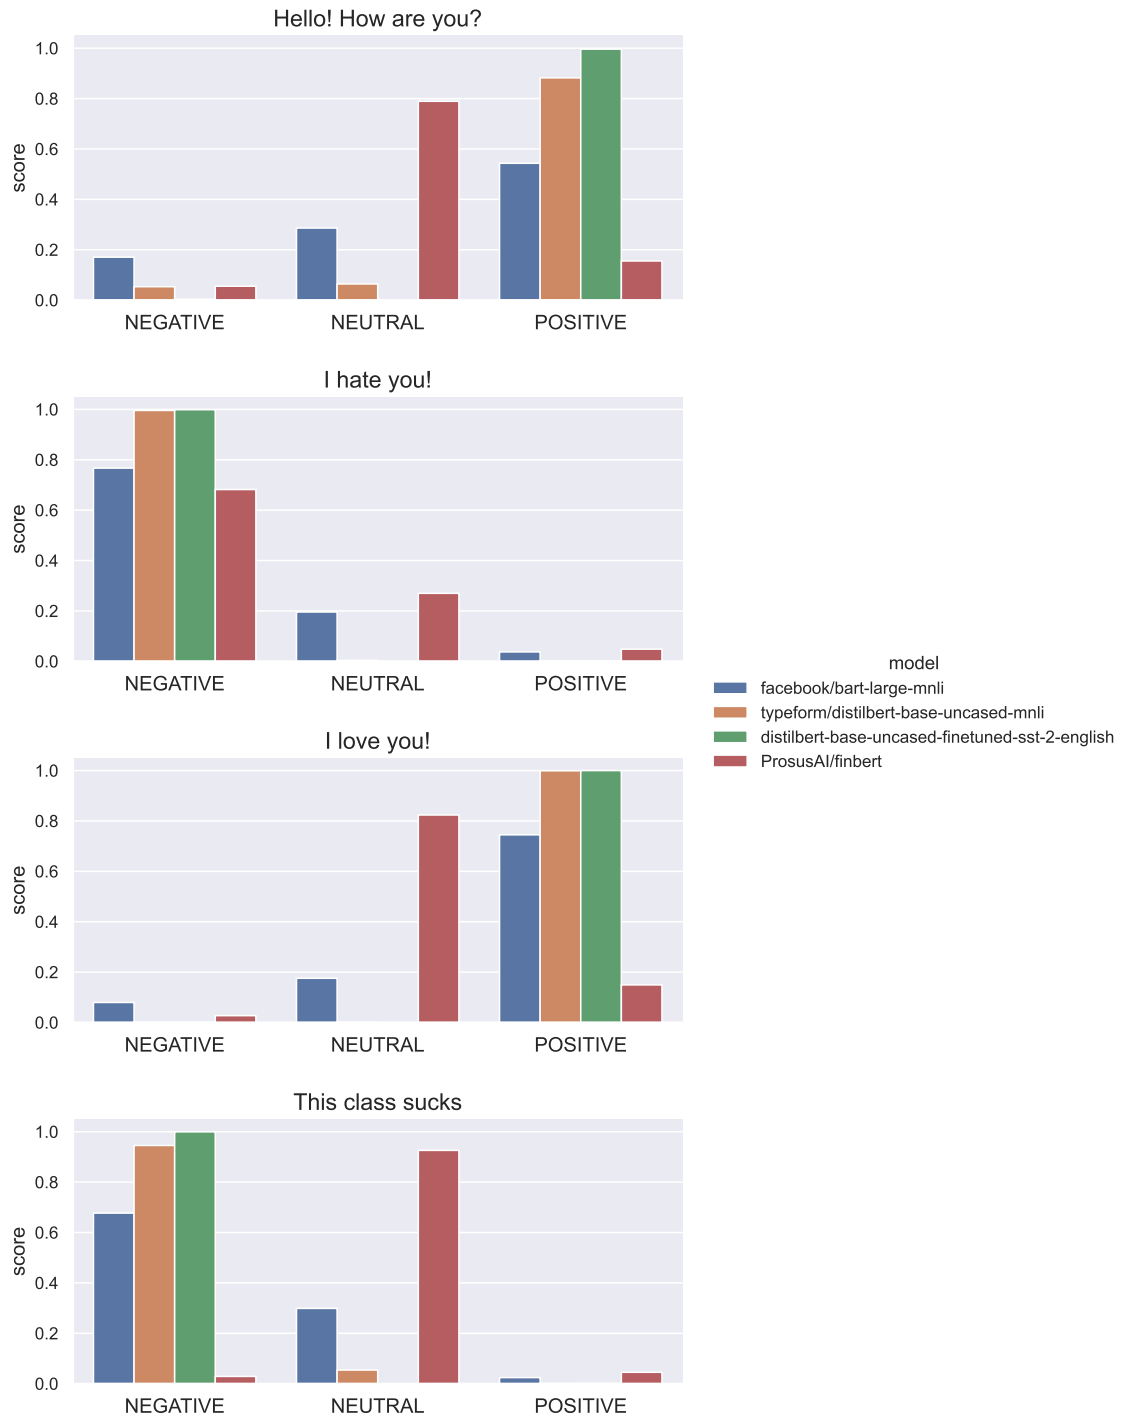 Hello! How are you?
1.0
0.8
0.6
0.4
0.2
0.0
score
NEGATIVE NEUTRAL POSITIVE
I hate you!
1.0
0.8
0.6
0.4
0.2
0.0
score
NEGATIVE NEUTRAL POSITIVE
model
facebook/bart-large-mnli
typeform/distilbert-base-uncased-mnli
distilbert-base-uncased-finetuned-sst-2-english
ProsusAI/finbert
I love you!
1.0
0.8
0.6
0.4
0.2
0.0
score
NEGATIVE NEUTRAL POSITIVE
This class sucks
1.0
0.8
0.6
0.4
0.2
0.0
score
NEGATIVE NEUTRAL POSITIVE